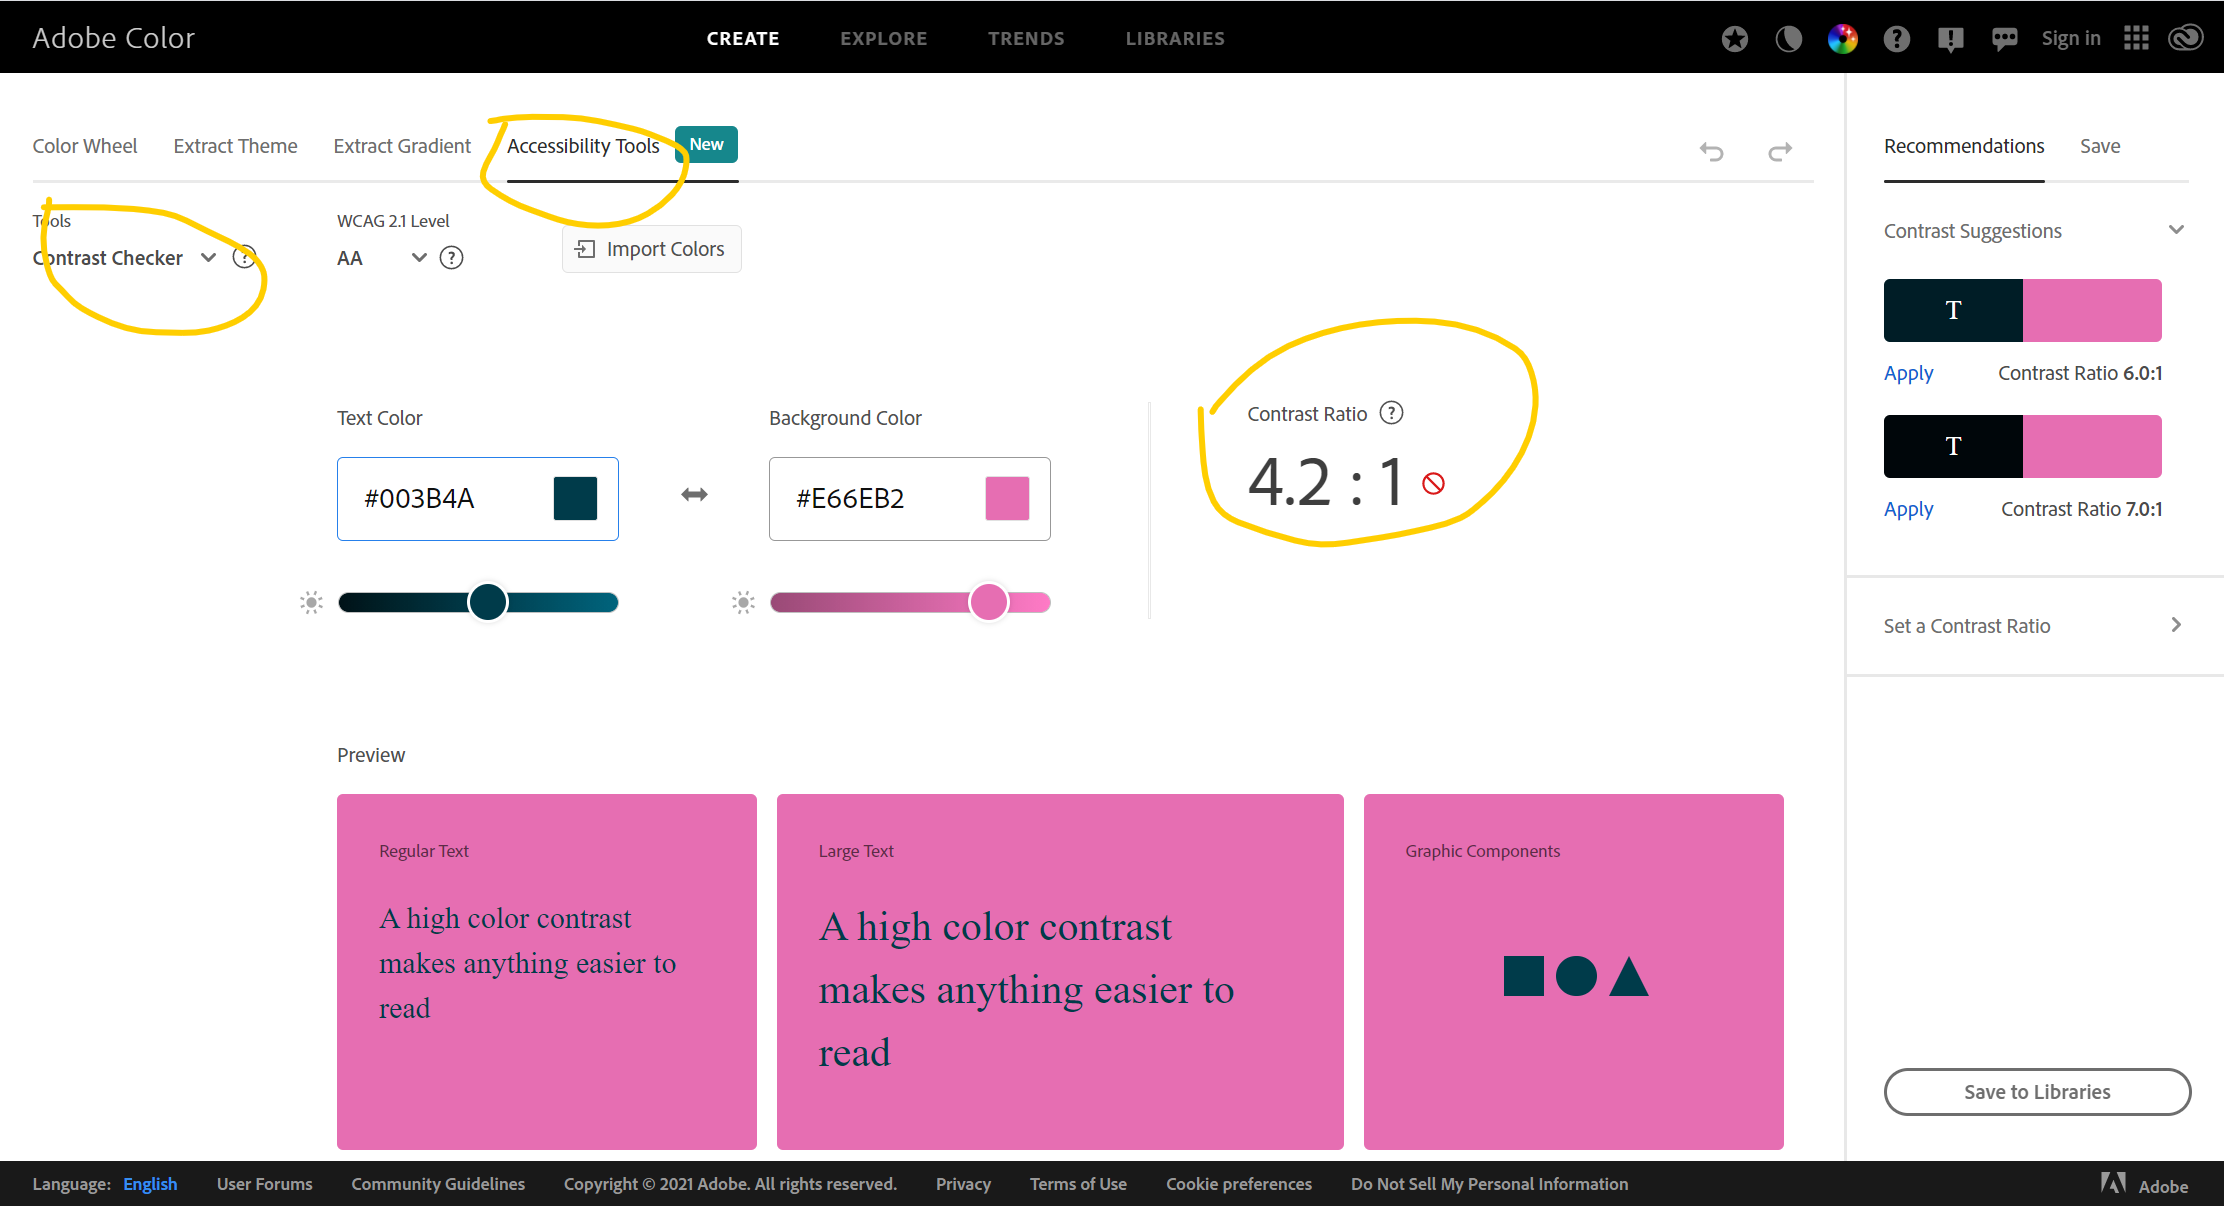 Adobe Color
CREATE EXPLORE TRENDS LIBRARIES
Sign in
Color Wheel Extract Theme Extract Gradient Accessibility Tools New
Recommendations Save
Tools
Contrast Checker
WCAG 2.1 Level
AA
Import Colors
Contrast Suggestions
T
Apply Contrast Ratio 6.0:1
T
Apply Contrast Ratio 7.0:1
Set a Contrast Ratio
Text Color
#003B4A
Background Color
#E66EB2
Contrast Ratio
4.2 : 1
Preview
Regular Text
A high color contrast
makes anything easier to
read
Large Text
A high color contrast
makes anything easier to
read
Graphic Components
Save to Libraries
Language: English User Forums Community Guidelines Copyright © 2021 Adobe. All rights reserved. Privacy Terms of Use Cookie preferences Do Not Sell My Personal Information Adobe